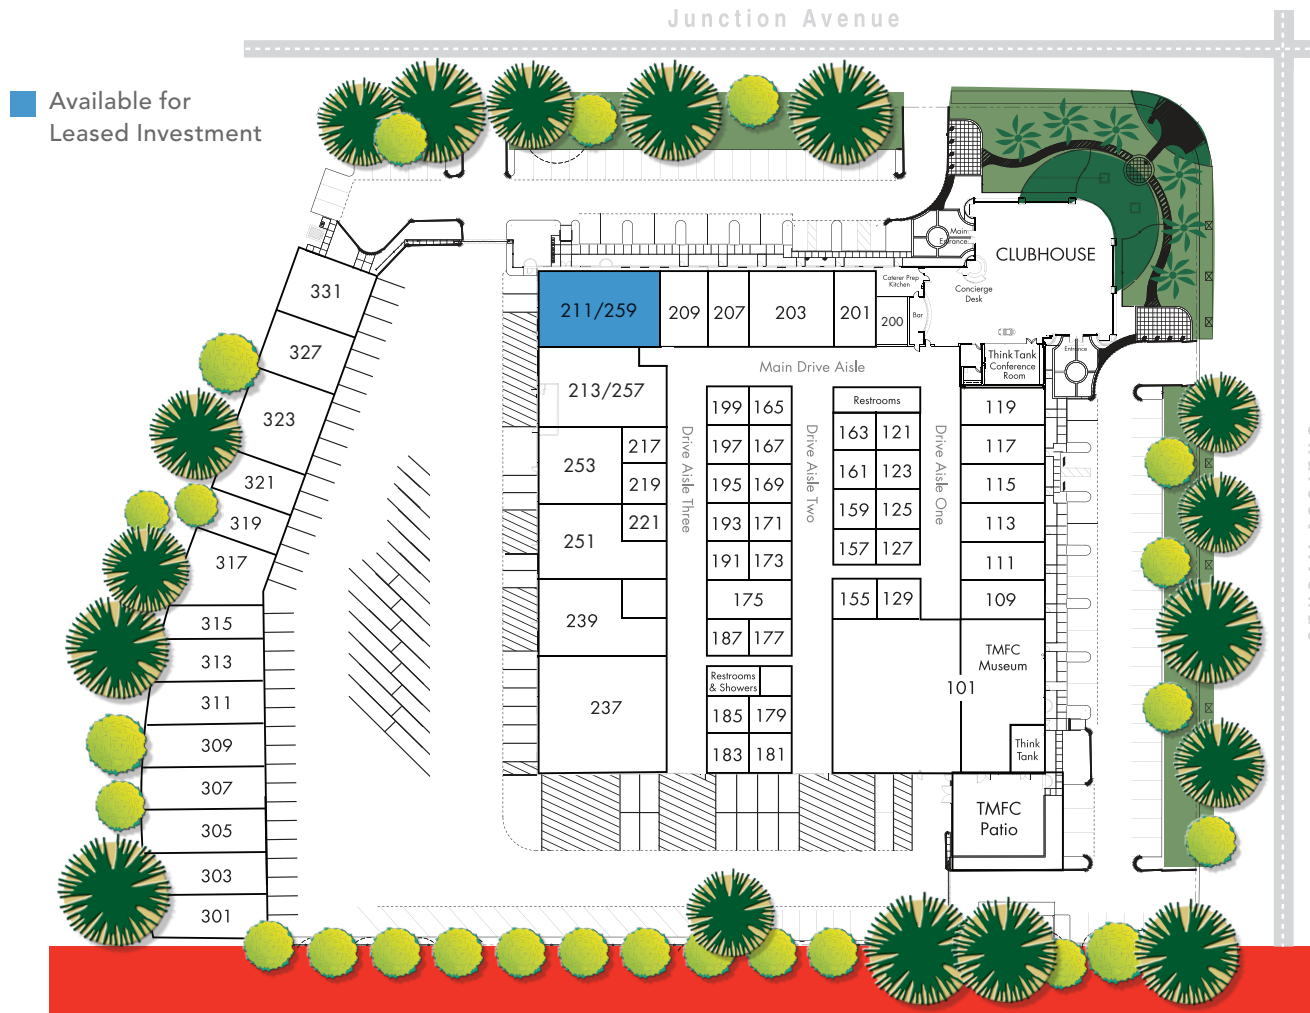 Junction Avenue
Available for
Leased Investment
Main
Entrance
CLUBHOUSE
Concierge
Desk
Caterer Prep
Kitchen
Bar
Entrance
Think Tank
Conference
Room
331
327
323
321
319
317
315
313
311
309
307
305
303
301
211/259
209
207
203
201
200
Main Drive Aisle
213/257
253
217
219
221
251
239
237
Drive Aisle Three
199 165
197 167
195 169
193 171
191 173
175
187 177
Restrooms
& Showers
185 179
183 181
Drive Aisle Two
Restrooms
163 121
161 123
159 125
157 127
155 129
Drive Aisle One
119
117
115
113
111
109
TMFC
Museum
101
Think
Tank
TMFC
Patio